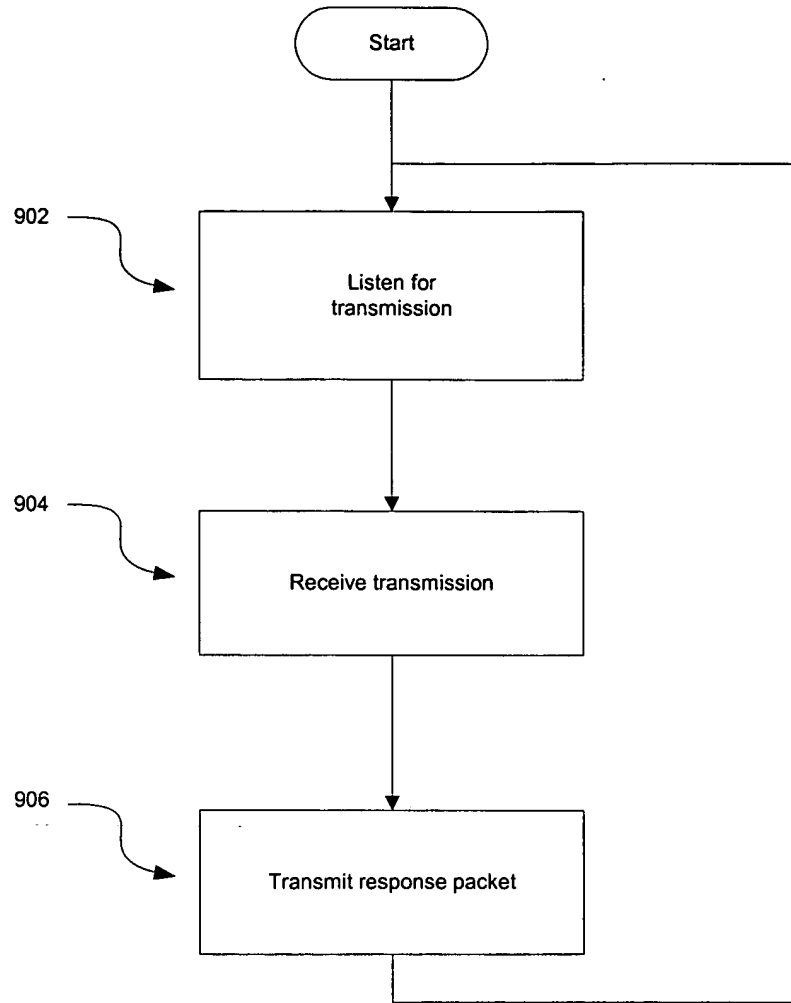 Start
902
Listen for
transmission
904
Receive transmission
906
Transmit response packet